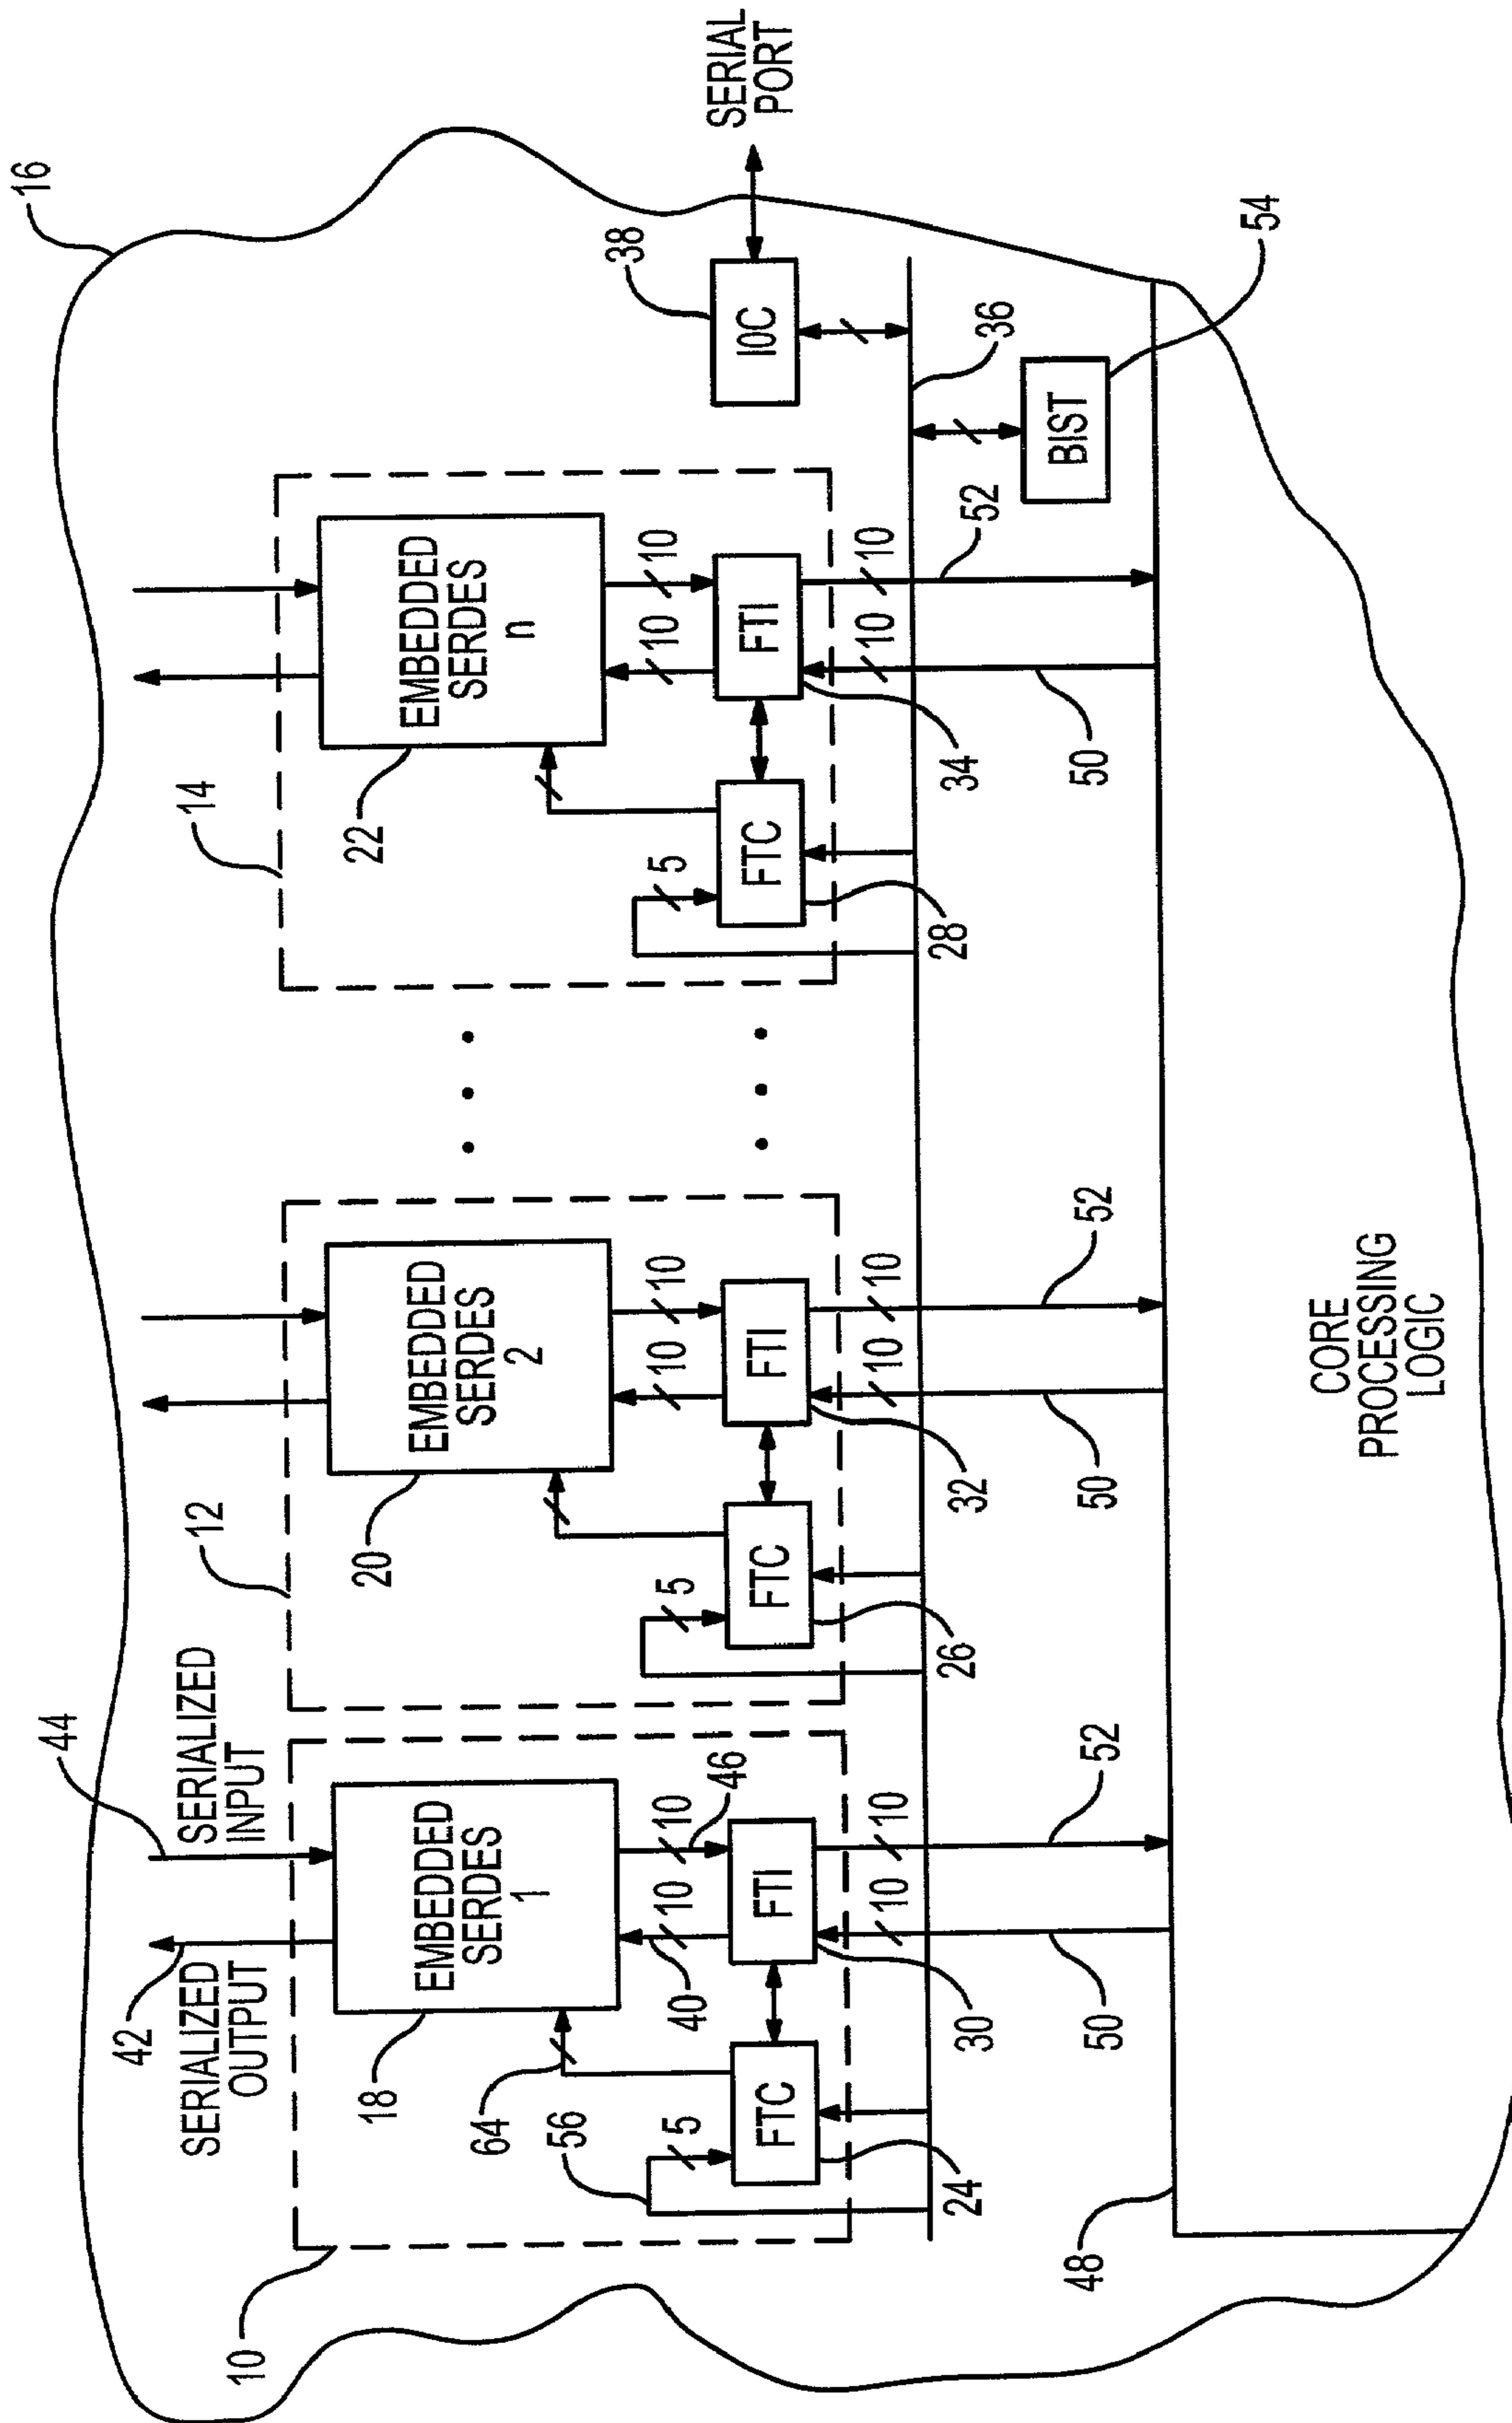 16
44
42
SERIALIZED
OUTPUT
SERIALIZED
INPUT
12
14
10
18
EMBEDDED
SERDES
1
20
EMBEDDED
SERDES
2
22
EMBEDDED
SERDES
n
64
56
5
40
10
10
46
5
10
10
5
10
10
FTC
FTI
FTC
FTI
FTC
FTI
IOC
38
SERIAL
PORT
24
30
10
10
26
32
10
10
28
34
10
10
36
50
52
50
52
50
52
BIST
54
48
CORE
PROCESSING
LOGIC